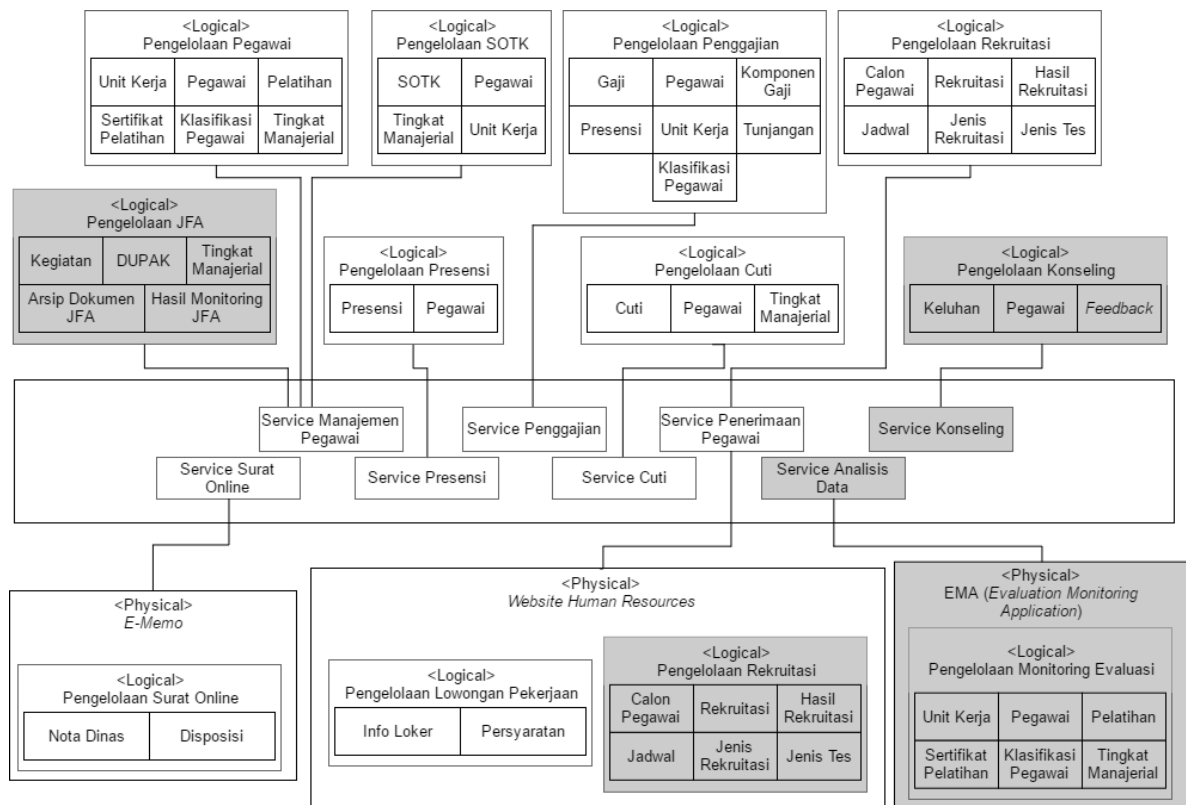 <Logical>
Pengelolaan Pegawai
Unit Kerja
Pegawai
Pelatihan
Sertifikat
Pelatihan
Klasifikasi
Pegawai
Tingkat
Manajerial
<Logical>
Pengelolaan SOTK
SOTK
Pegawai
Tingkat
Manajerial
Unit Kerja
<Logical>
Pengelolaan Penggajian
Gaji
Pegawai
Komponen
Gaji
Presensi
Unit Kerja
Tunjangan
Klasifikasi
Pegawai
<Logical>
Pengelolaan Rekruitasi
Calon
Pegawai
Rekruitasi
Hasil
Rekruitasi
Jadwal
Jenis
Rekruitasi
Jenis Tes
<Logical>
Pengelolaan JFA
Kegiatan
DUPAK
Tingkat
Manajerial
Arsip Dokumen
JFA
Hasil Monitoring
JFA
<Logical>
Pengelolaan Presensi
Presensi
Pegawai
<Logical>
Pengelolaan Cuti
Cuti
Pegawai
Tingkat
Manajerial
<Logical>
Pengelolaan Konseling
Keluhan
Pegawai
Feedback
Service Manajemen
Pegawai
Service Penggajian
Service Penerimaan
Pegawai
Service Konseling
Service Surat
Online
Service Presensi
Service Cuti
Service Analisis
Data
<Physical>
E-Memo
<Logical>
Pengelolaan Surat Online
Nota Dinas
Disposisi
<Physical>
Website Human Resources
<Logical>
Pengelolaan Lowongan Pekerjaan
Info Loker
Persyaratan
<Logical>
Pengelolaan Rekruitasi
Calon
Pegawai
Rekruitasi
Hasil
Rekruitasi
Jadwal
Jenis
Rekruitasi
Jenis Tes
<Physical>
EMA (Evaluation Monitoring
Application)
<Logical>
Pengelolaan Monitoring Evaluasi
Unit Kerja
Pegawai
Pelatihan
Sertifikat
Pelatihan
Klasifikasi
Pegawai
Tingkat
Manajerial